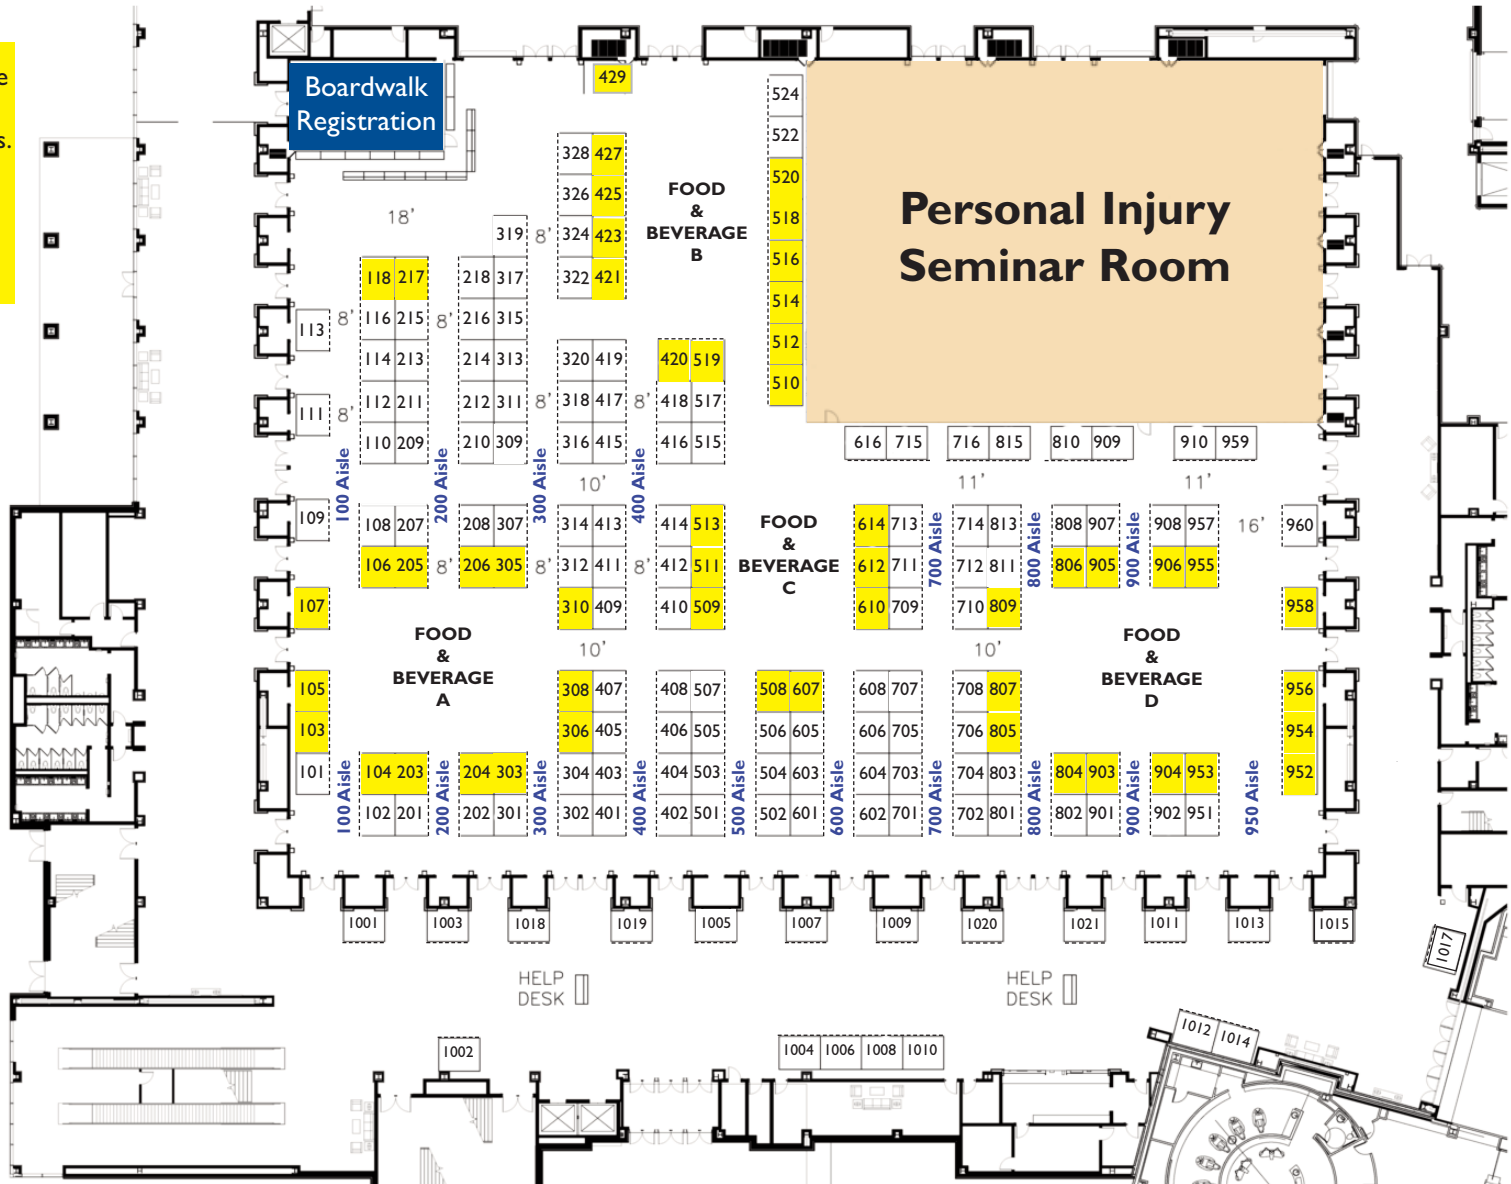 e
s.
Boardwalk
Registration
429
524
522
520
518
516
514
512
510
Personal Injury
Seminar Room
328 427
326 425
324 423
322 421
FOOD
&
BEVERAGE
B
18'
319 8'
118 217
218 317
113 8' 116 215 8' 216 315
114 213
214 313
320 419
420 519
111 8' 112 211
212 311 8' 318 417 8' 418 517
110 209
210 309
316 415
416 515
616 715
716 815
810 909
910 959
100 Aisle
200 Aisle
300 Aisle
400 Aisle
10'
11'
11'
109
108 207
208 307
314 413
414 513
614 713
714 813
808 907
908 957
16'
960
FOOD
&
BEVERAGE
C
700 Aisle
800 Aisle
900 Aisle
106 205 8' 206 305 8' 312 411 8' 412 511
612 711
712 811
806 905
906 955
107
310 409
410 509
610 709
710 809
958
FOOD
&
BEVERAGE
A
10'
10'
FOOD
&
BEVERAGE
D
105
308 407
408 507
508 607
608 707
708 807
956
103
306 405
406 505
506 605
606 705
706 805
954
101
104 203
204 303
304 403
404 503
504 603
604 703
704 803
804 903
904 953
952
102 201
202 301
302 401
402 501
502 601
602 701
702 801
802 901
902 951
100 Aisle
200 Aisle
300 Aisle
400 Aisle
500 Aisle
600 Aisle
700 Aisle
800 Aisle
900 Aisle
950 Aisle
1001
1003
1018
1019
1005
1007
1009
1020
1021
1011
1013
1015
1017
HELP
DESK
HELP
DESK
1002
1004 1006 1008 1010
1012 1014